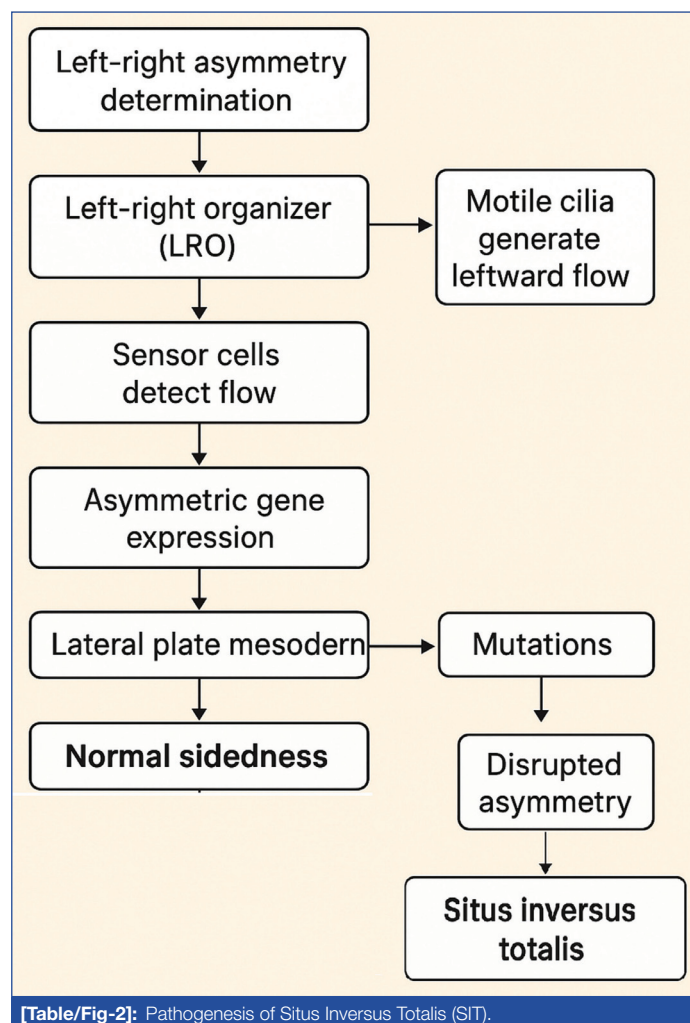 Left-right asymmetry
determination
Left-right organizer
(LRO)
Motile cilia
generate
leftward flow
Sensor cells
detect flow
Asymmetric gene
expression
Lateral plate mesodern
Mutations
Normal sidedness
Disrupted
asymmetry
Situs inversus
totalis
[Table/Fig-2]: Pathogenesis of Situs Inversus Totalis (SIT).